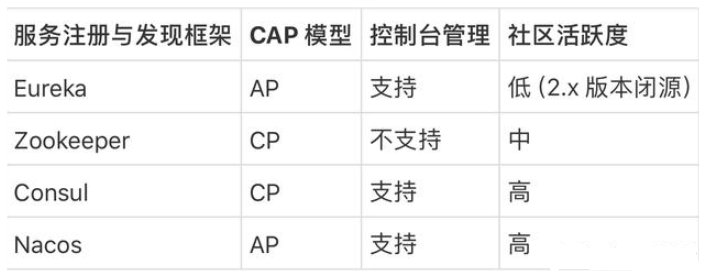 服务注册与发现框架 CAP 模型 控制台管理 社区活跃度
Eureka AP 支持 低 (2.x 版本闭源)
Zookeeper CP 不支持 中
Consul CP 支持 高
Nacos AP 支持 高